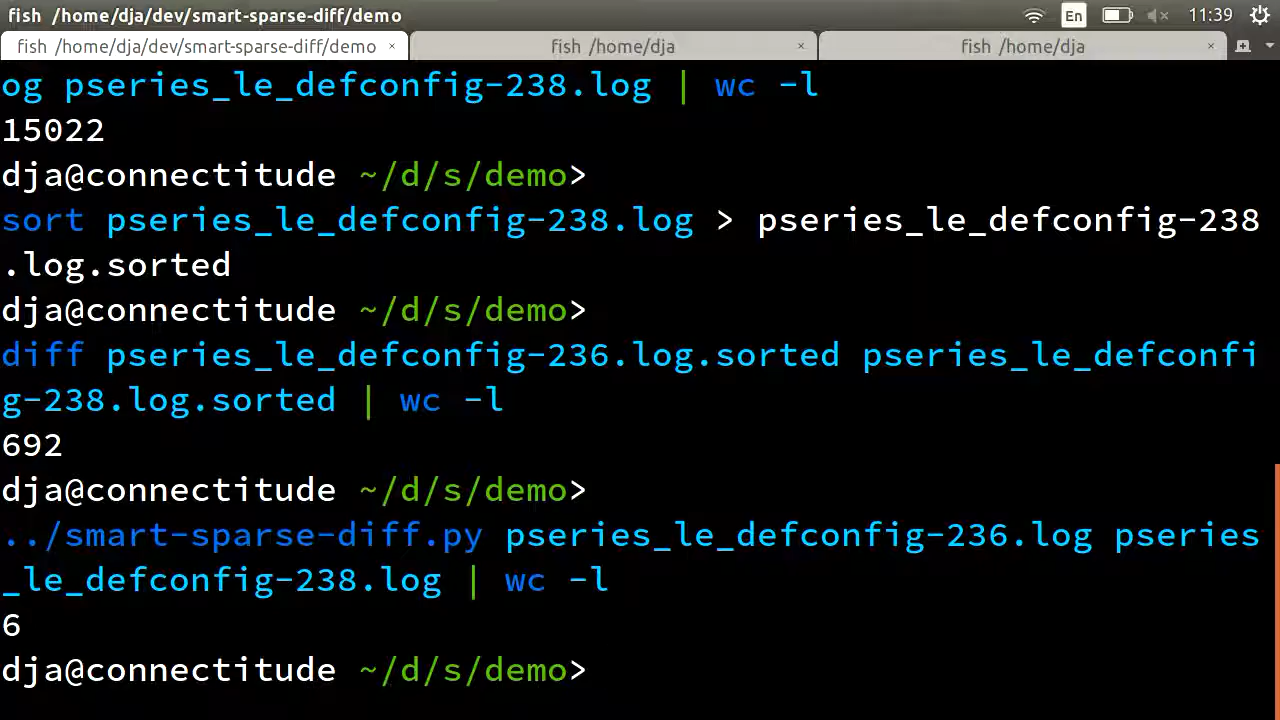 fish /home/dja/dev/smart-sparse-diff/demo
En
11:39
fish /home/dja/dev/smart-sparse-diff/demo × fish /home/dja × fish /home/dja ×
og pseries_le_defconfig-238.log | wc -l
15022
dja@connectitude ~/d/s/demo>
sort pseries_le_defconfig-238.log > pseries_le_defconfig-238
.log.sorted
dja@connectitude ~/d/s/demo>
diff pseries_le_defconfig-236.log.sorted pseries_le_defconfi
g-238.log.sorted | wc -l
692
dja@connectitude ~/d/s/demo>
../smart-sparse-diff.py pseries_le_defconfig-236.log pseries
_le_defconfig-238.log | wc -l
6
dja@connectitude ~/d/s/demo>